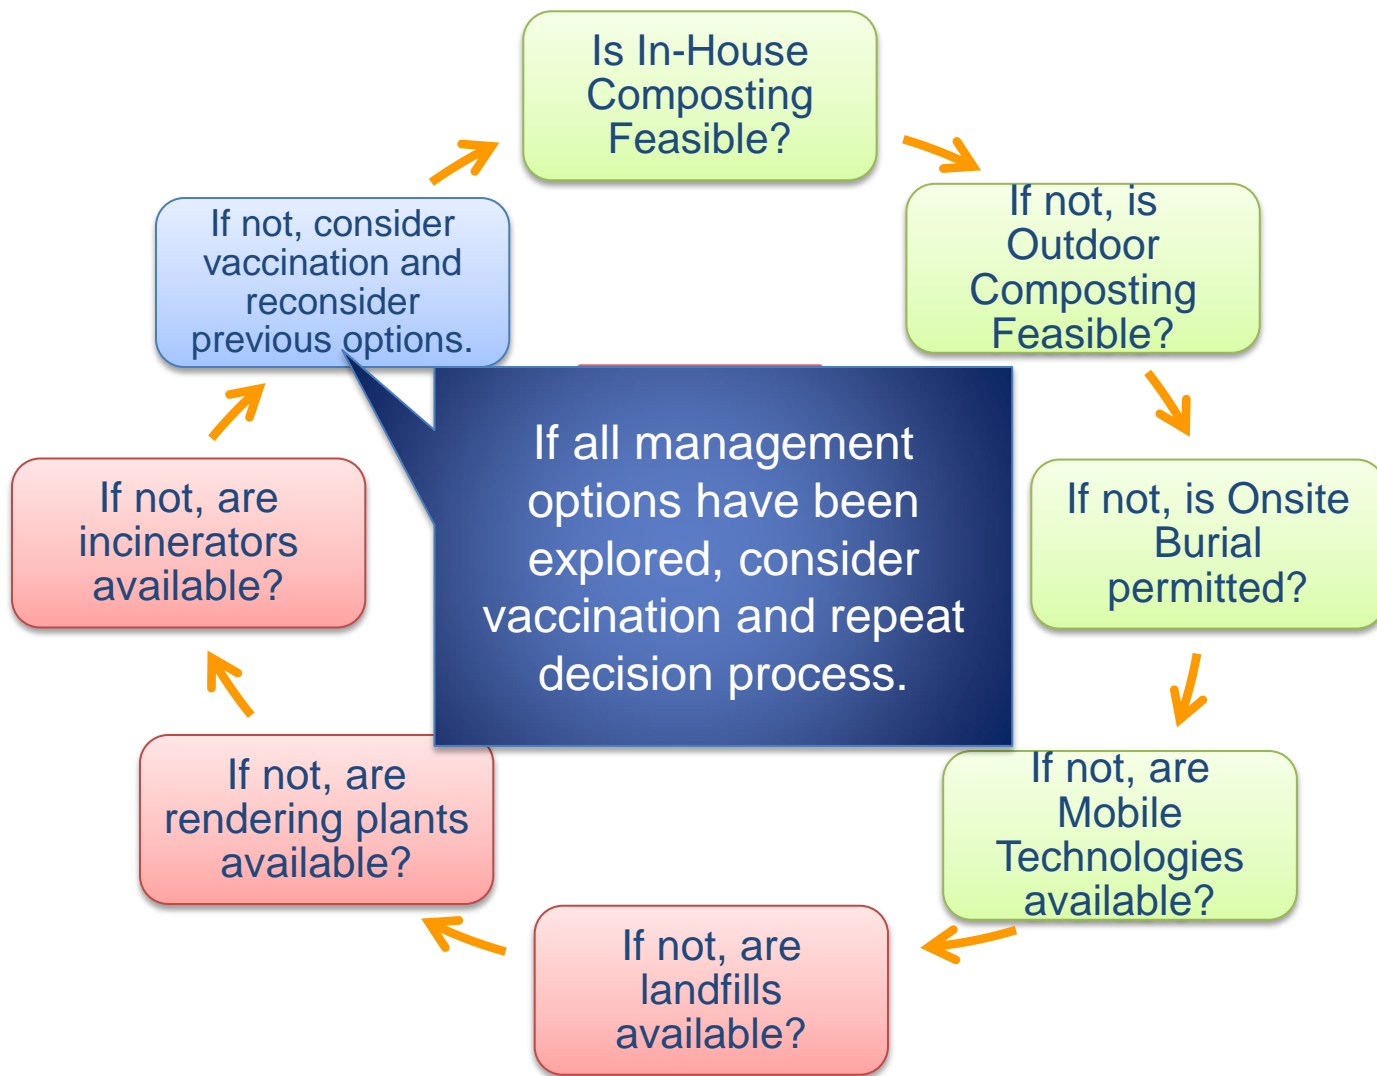 Is In-House
Composting
Feasible?
If not, is
Outdoor
Composting
Feasible?
If not, is Onsite
Burial
permitted?
If not, are
Mobile
Technologies
available?
If not, are
landfills
available?
If not, are
rendering plants
available?
If not, are
incinerators
available?
If not, consider
vaccination and
reconsider
previous options.
If all management
options have been
explored, consider
vaccination and repeat
decision process.